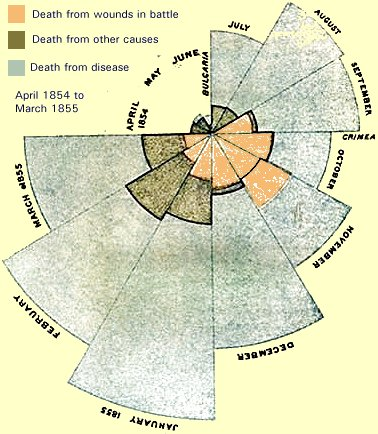 Death from wounds in battle
Death from other causes
Death from disease
April 1854 to
March 1855
APRIL
1854
MAY
JUNE
BULGARIA
JULY
AUGUST
SEPTEMBER
CRIMEA
OCTOBER
NOVEMBER
DECEMBER
JANUARY 1855
FEBRUARY
MARCH 1855